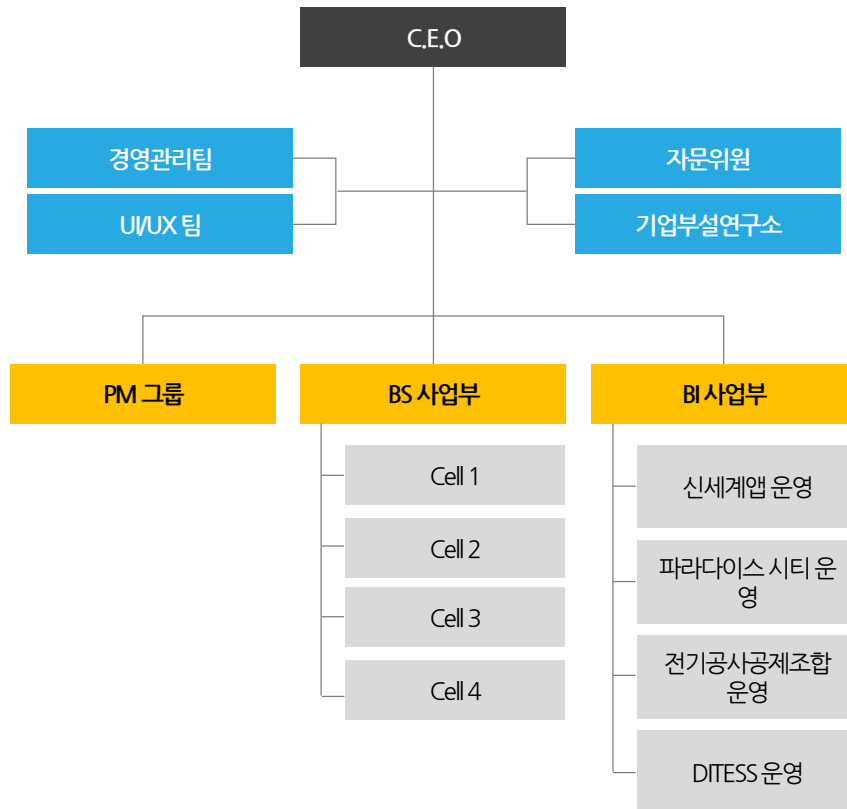 C.E.O
경영관리팀
자문위원
UI/UX 팀
기업부설연구소
PM 그룹
BS 사업부
BI 사업부
Cell 1
Cell 2
Cell 3
Cell 4
신세계앱 운영
파라다이스 시티 운
영
전기공사공제조합
운영
DITESS 운영